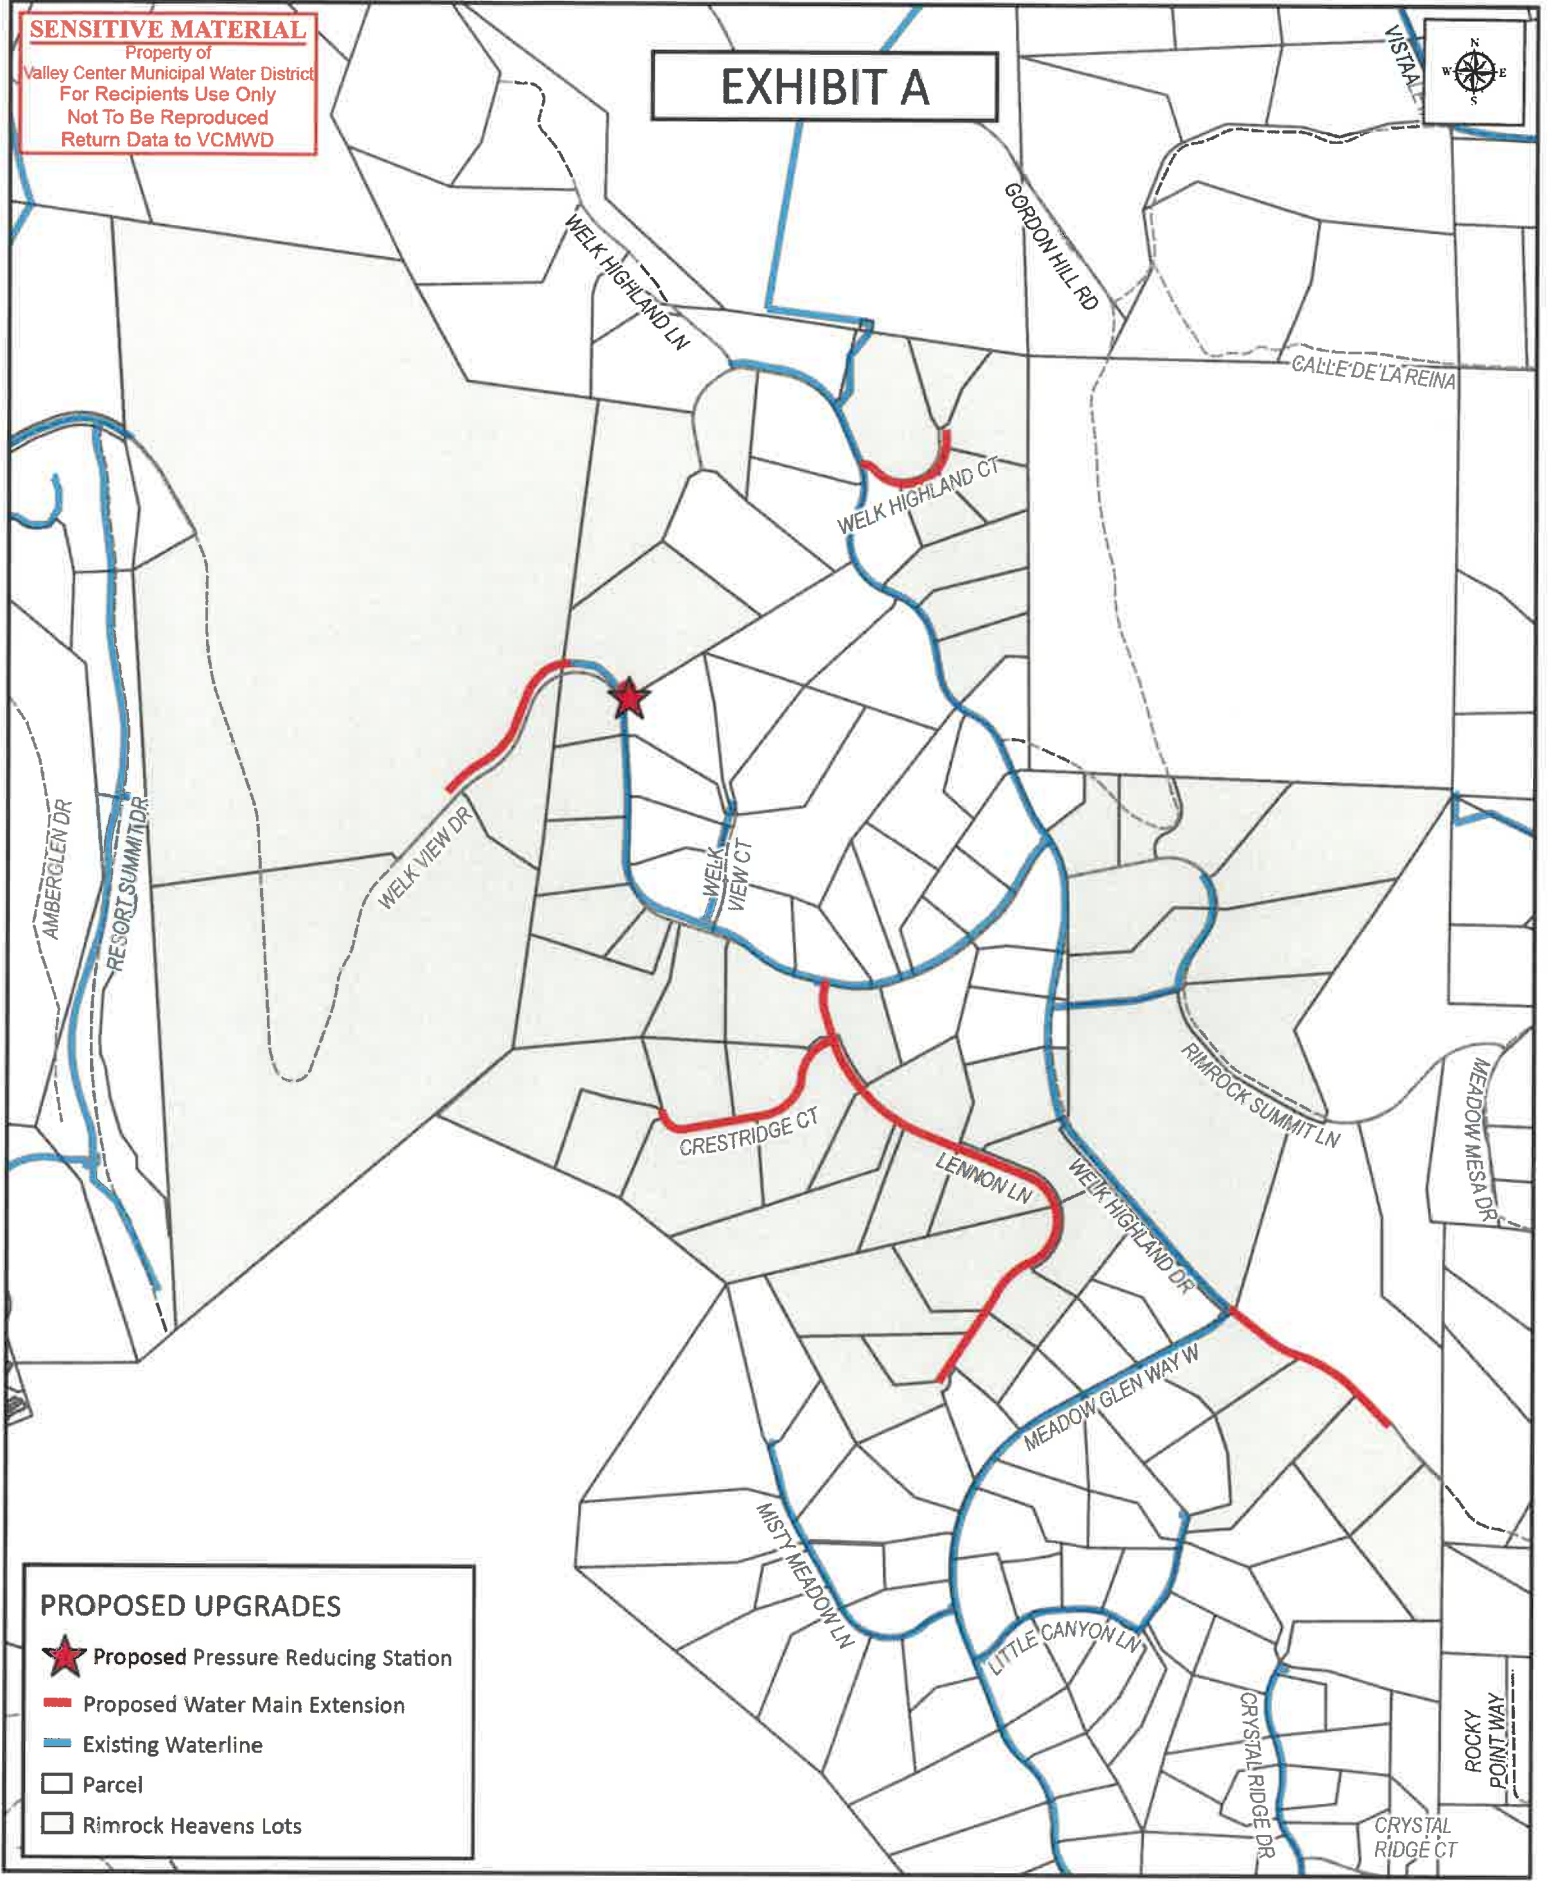 SENSITIVE MATERIAL
Property of
Valley Center Municipal Water District
For Recipients Use Only
Not To Be Reproduced
Return Data to VCMWD
EXHIBIT A
N
W E
S
GORDON HILL RD
WELK HIGHLAND LN
CALLE DE LA REINA
WELK HIGHLAND CT
AMBERGLEN DR
RESORT SUMMIT DR
WELK VIEW DR
WELK
VIEW CT
RIMROCK SUMMIT LN
MEADOW MESA DR
CRESTRIDGE CT
LENNON LN
WELK HIGHLAND DR
MEADOW GLEN WAY W
MISTY MEADOW LN
LITTLE CANYON LN
CRYSTAL RIDGE DR
ROCKY
POINT WAY
CRYSTAL
RIDGE CT
PROPOSED UPGRADES
Proposed Pressure Reducing Station
Proposed Water Main Extension
Existing Waterline
Parcel
Rimrock Heavens Lots